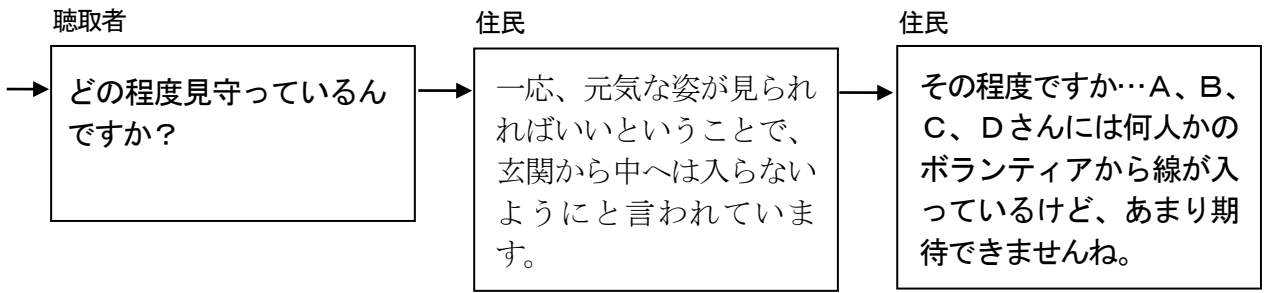 聴取者
どの程度見守っているん
ですか？
住民
一応、元気な姿が見られ
ればいいということで、
玄関から中へは入らない
ようにと言われていま
す。
住民
その程度ですか…Ａ、Ｂ、
Ｃ、Ｄさんには何人かの
ボランティアから線が入
っているけど、あまり期
待できませんね。